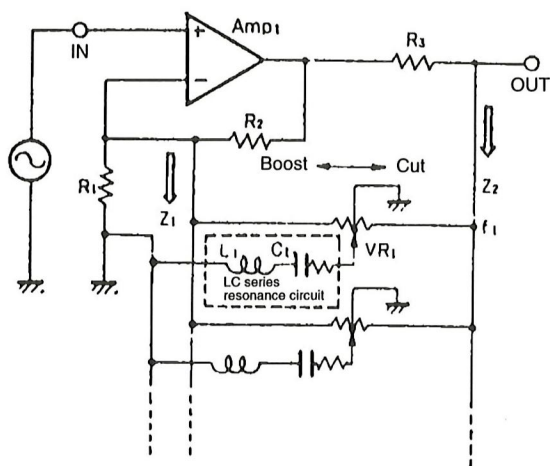 Amp1
+
IN
−
R3
OUT
R2
Boost
Cut
R1
Z1
Z2
f1
L1
C1
VR1
LC series
resonance circuit